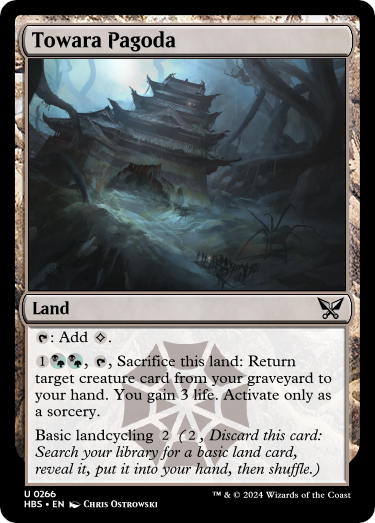 Towara Pagoda
Land
: Add .
1, , Sacrifice this land: Return
target creature card from your graveyard to
your hand. You gain 3 life. Activate only as
a sorcery.
Basic landcycling 2 (2, Discard this card:
Search your library for a basic land card,
reveal it, put it into your hand, then shuffle.)
U 0266
HBS • EN Chris Ostrowski
™ & © 2024 Wizards of the Coast